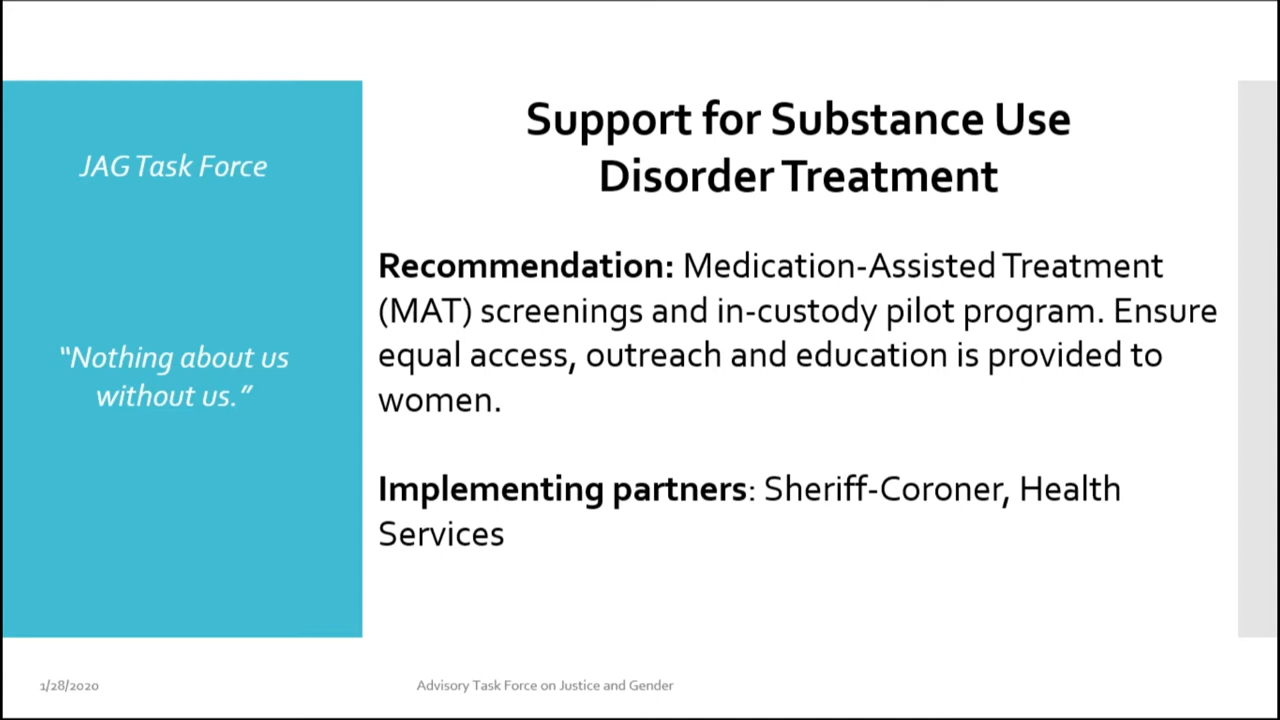 JAG Task Force
“Nothing about us
without us.”
Support for Substance Use
Disorder Treatment
Recommendation: Medication-Assisted Treatment
(MAT) screenings and in-custody pilot program. Ensure
equal access, outreach and education is provided to
women.
Implementing partners: Sheriff-Coroner, Health
Services
1/28/2020
Advisory Task Force on Justice and Gender